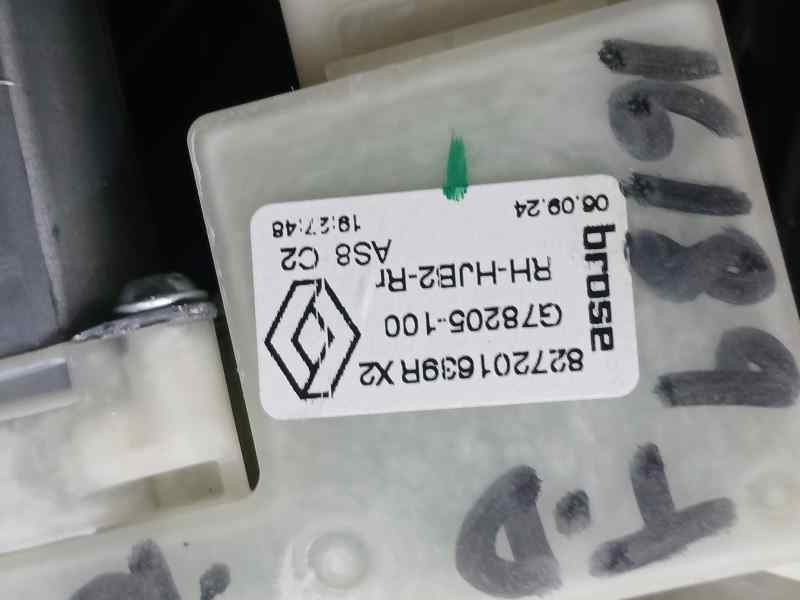 827201639R X2
G78205-100
RH-HJB2-Rr
AS8 C2
06.09.24 19:27:48
brose
T.D